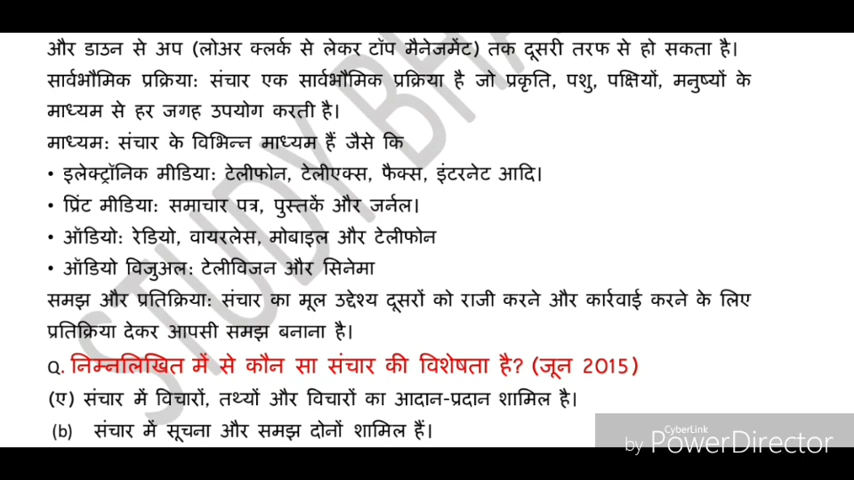 और डाउन से अप (लोअर क्लर्क से लेकर टॉप मैनेजमेंट) तक दूसरी तरफ से हो सकता है।
सार्वभौमिक प्रक्रिया: संचार एक सार्वभौमिक प्रक्रिया है जो प्रकृति, पशु, पक्षियों, मनुष्यों के
माध्यम से हर जगह उपयोग करती है।
माध्यम: संचार के विभिन्न माध्यम हैं जैसे कि
• इलेक्ट्रॉनिक मीडिया: टेलीफोन, टेलीएक्स, फैक्स, इंटरनेट आदि।
• प्रिंट मीडिया: समाचार पत्र, पुस्तकें और जर्नल।
• ऑडियो: रेडियो, वायरलेस, मोबाइल और टेलीफोन
• ऑडियो विजुअल: टेलीविजन और सिनेमा
समझ और प्रतिक्रिया: संचार का मूल उद्देश्य दूसरों को राजी करने और कार्रवाई करने के लिए
प्रतिक्रिया देकर आपसी समझ बनाना है।
Q. निम्नलिखित में से कौन सा संचार की विशेषता है? (जून 2015)
(ए) संचार में विचारों, तथ्यों और विचारों का आदान-प्रदान शामिल है।
(b) संचार में सूचना और समझ दोनों शामिल हैं।
STUDY BHA
CyberLink
by PowerDirector